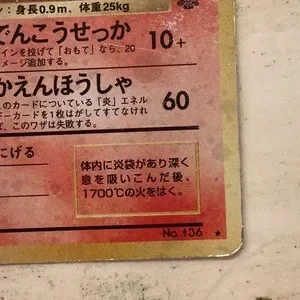 ン：身長0.9m、体重25kg
でんこうせっか 10+
インを投げて「おもて」なら、20
メージ追加する。
かえんほうしゃ 60
このカードについている「炎」エネル
ーカードを1枚はがしてすてなけれ
ば、このワザは失敗する。
にげる
体内に炎袋があり深く
息を吸いこんだ後、
1700℃の火をはく。
No. 136 ★